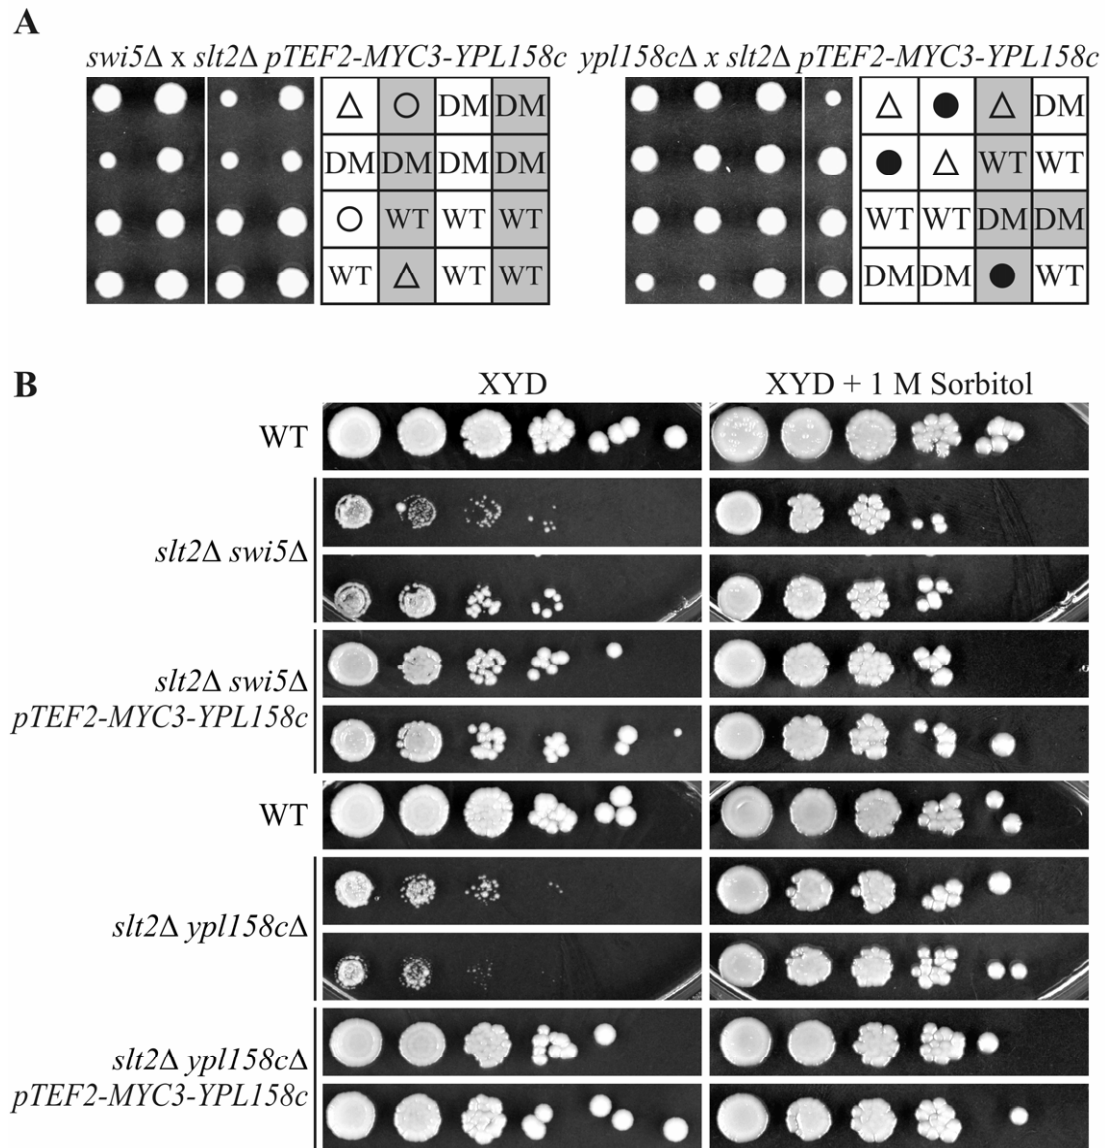 A
swi5Δ x slt2Δ pTEF2-MYC3-YPL158c ypl158cΔ x slt2Δ pTEF2-MYC3-YPL158c
Δ ○ DM DM
DM DM DM DM
○ WT WT WT
WT Δ WT WT
Δ ● Δ DM
● Δ WT WT
WT WT DM DM
DM DM ● WT
B
XYD XYD + 1 M Sorbitol
WT
slt2Δ swi5Δ
slt2Δ swi5Δ
pTEF2-MYC3-YPL158c
WT
slt2Δ ypl158cΔ
slt2Δ ypl158cΔ
pTEF2-MYC3-YPL158c